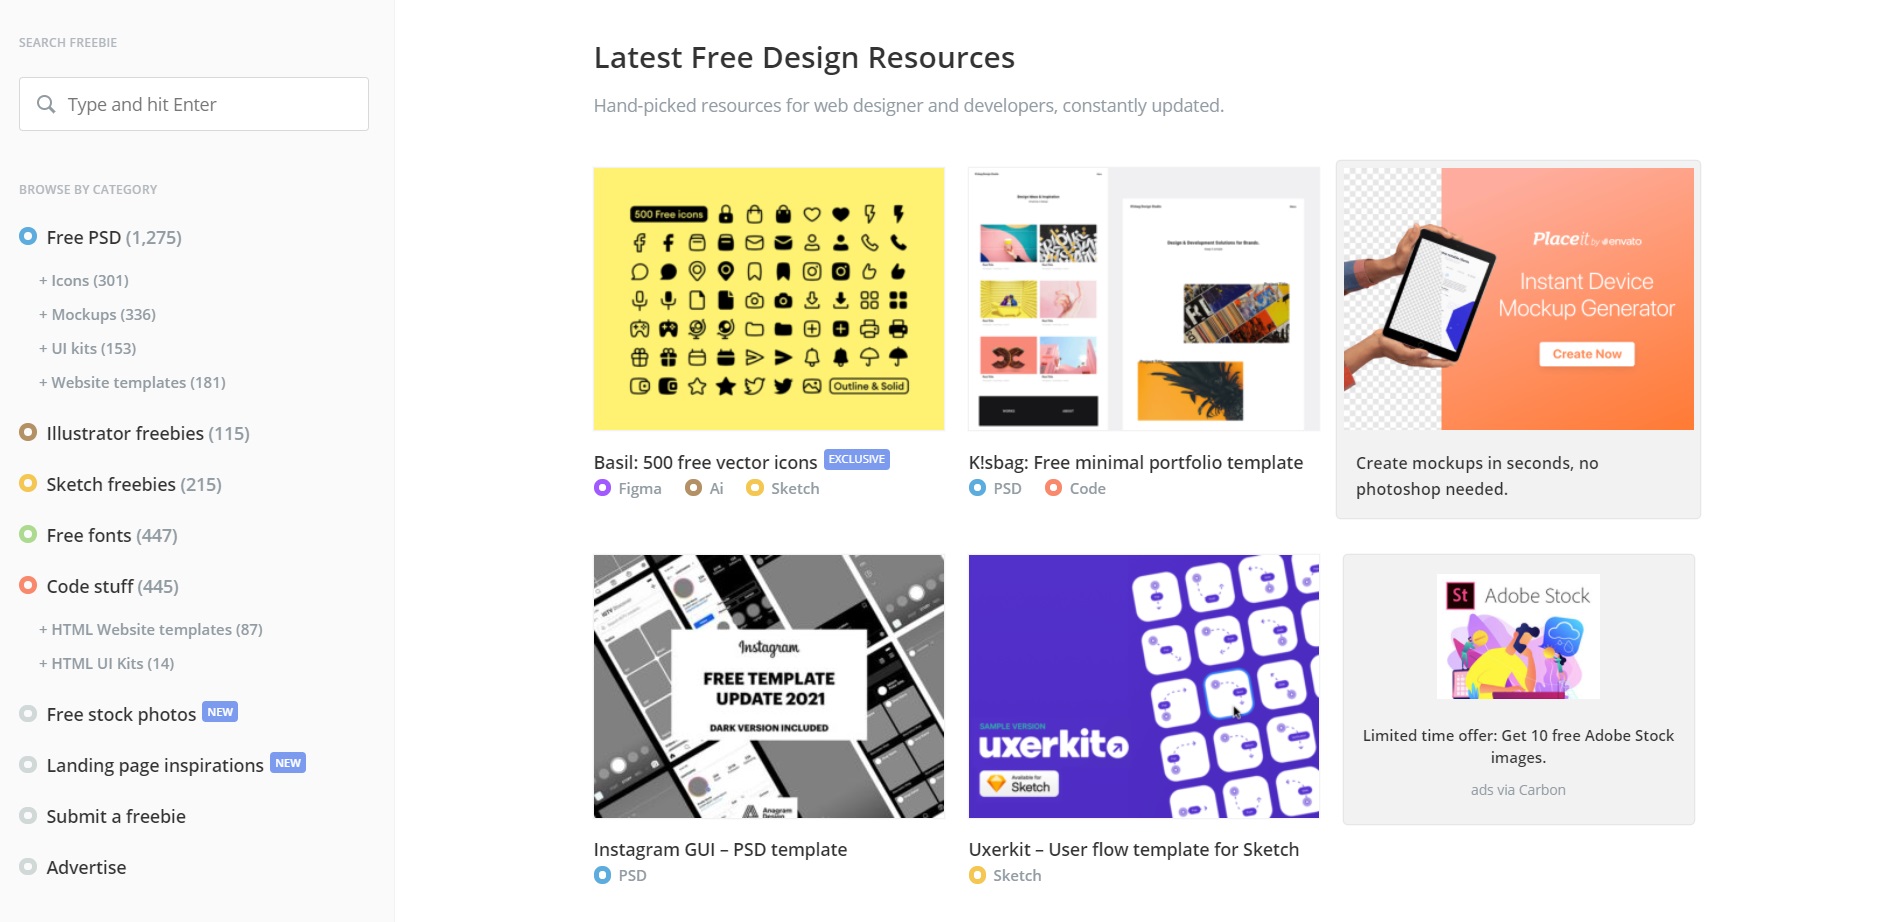 SEARCH FREEBIE
Type and hit Enter
BROWSE BY CATEGORY
Free PSD (1,275)
+ Icons (301)
+ Mockups (336)
+ UI kits (153)
+ Website templates (181)
Illustrator freebies (115)
Sketch freebies (215)
Free fonts (447)
Code stuff (445)
+ HTML Website templates (87)
+ HTML UI Kits (14)
Free stock photos NEW
Landing page inspirations NEW
Submit a freebie
Advertise
Latest Free Design Resources
Hand-picked resources for web designer and developers, constantly updated.
500 Free icons
Outline & Solid
Basil: 500 free vector icons EXCLUSIVE
Figma Ai Sketch
Design & Development Solutions for Brands.
K!sbag: Free minimal portfolio template
PSD Code
Placeit by envato
Instant Device
Mockup Generator
Create Now
Create mockups in seconds, no
photoshop needed.
Instagram
FREE TEMPLATE
UPDATE 2021
DARK VERSION INCLUDED
Anagram
Design
Instagram GUI – PSD template
PSD
SAMPLE VERSION
uxerkit
Available for
Sketch
Uxerkit – User flow template for Sketch
Sketch
St Adobe Stock
Limited time offer: Get 10 free Adobe Stock
images.
ads via Carbon